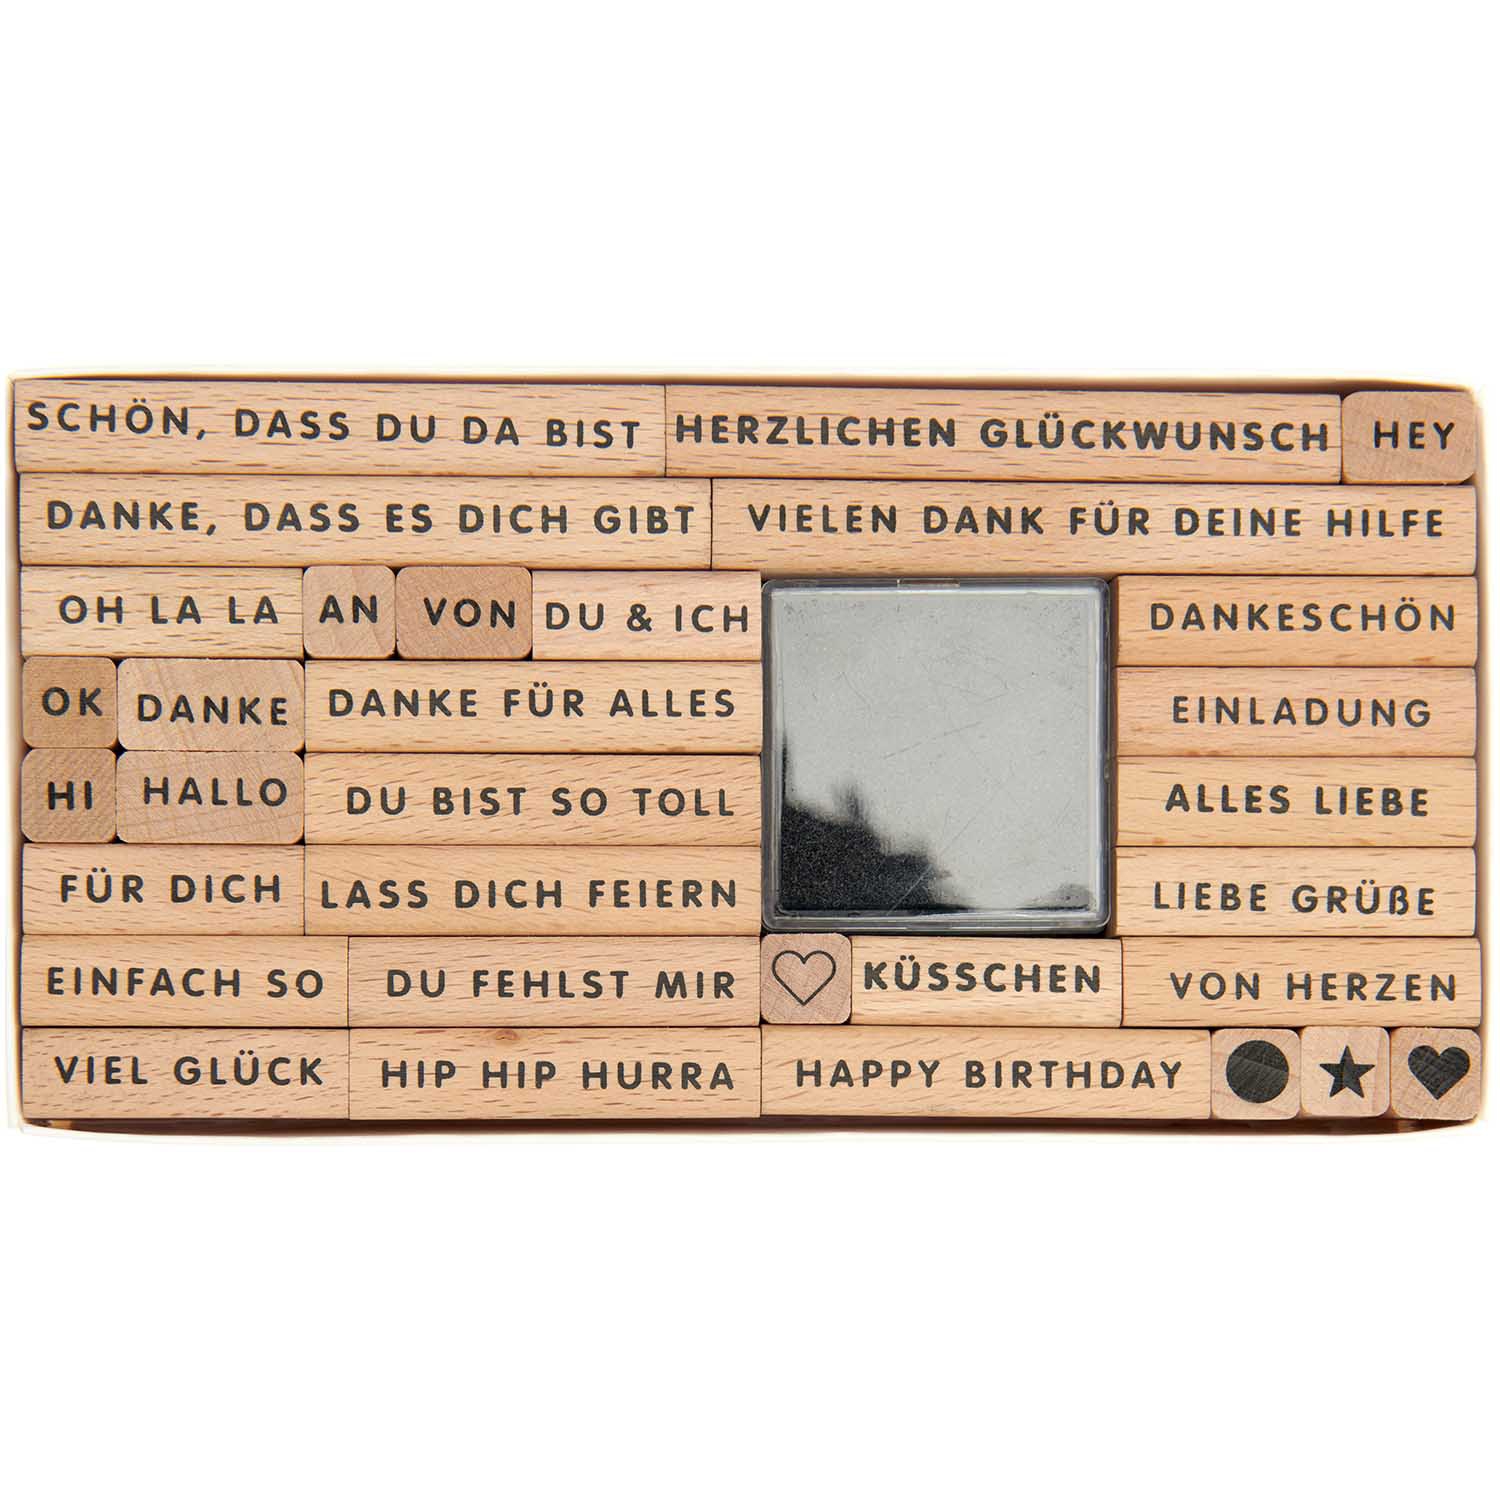 SCHÖN, DASS DU DA BIST
HERZLICHEN GLÜCKWUNSCH
HEY
DANKE, DASS ES DICH GIBT
VIELEN DANK FÜR DEINE HILFE
OH LA LA
AN
VON
DU & ICH
DANKESCHÖN
OK
DANKE
DANKE FÜR ALLES
EINLADUNG
HI
HALLO
DU BIST SO TOLL
ALLES LIEBE
FÜR DICH
LASS DICH FEIERN
LIEBE GRÜßE
EINFACH SO
DU FEHLST MIR
KÜSSCHEN
VON HERZEN
VIEL GLÜCK
HIP HIP HURRA
HAPPY BIRTHDAY